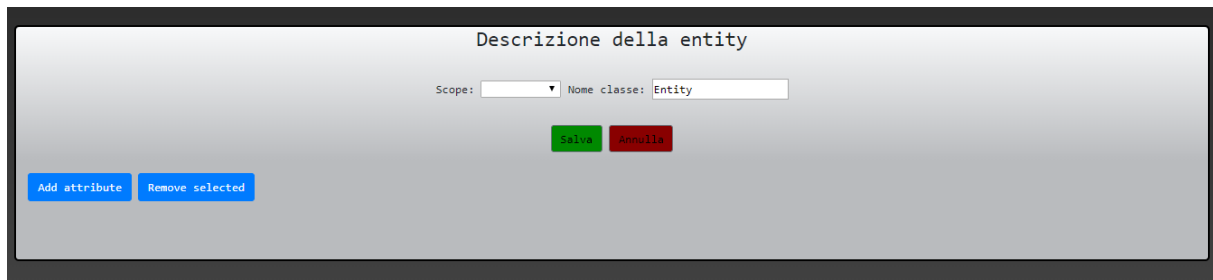 Descrizione della entity
Scope: Nome classe: Entity
Salva Annulla
Add attribute Remove selected